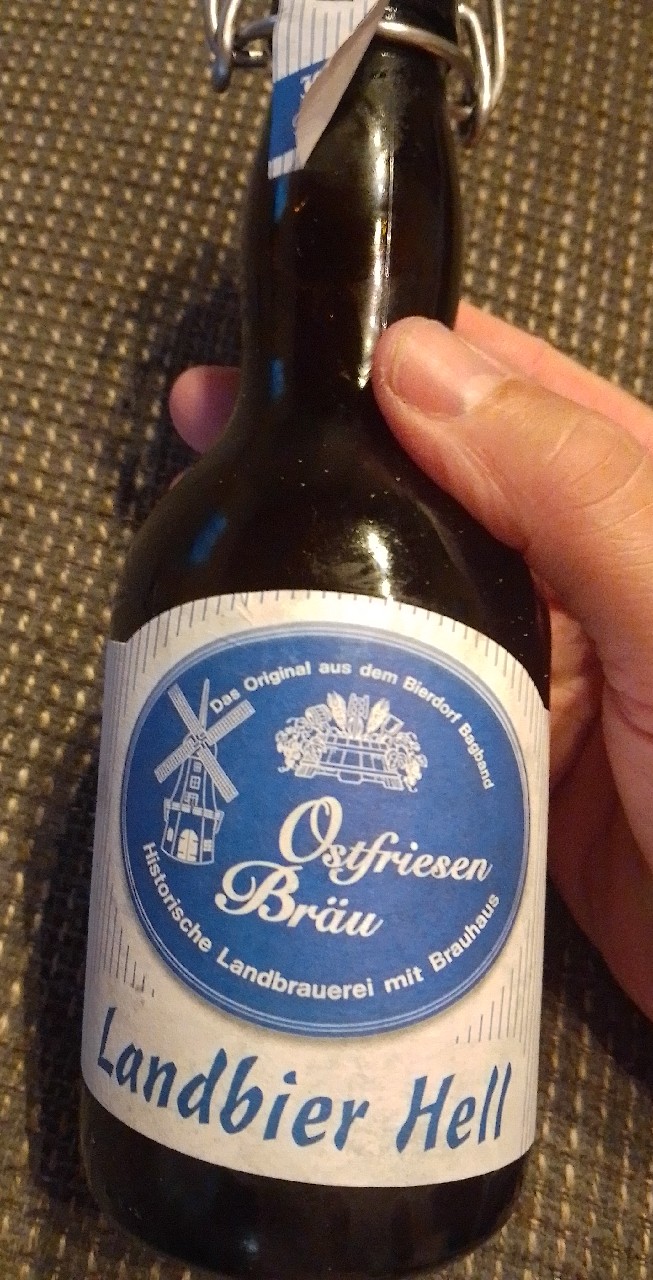 Das Original aus dem Bierdorf Bagband
Ostfriesen
Bräu
Historische Landbrauerei mit Brauhaus
Landbier Hell